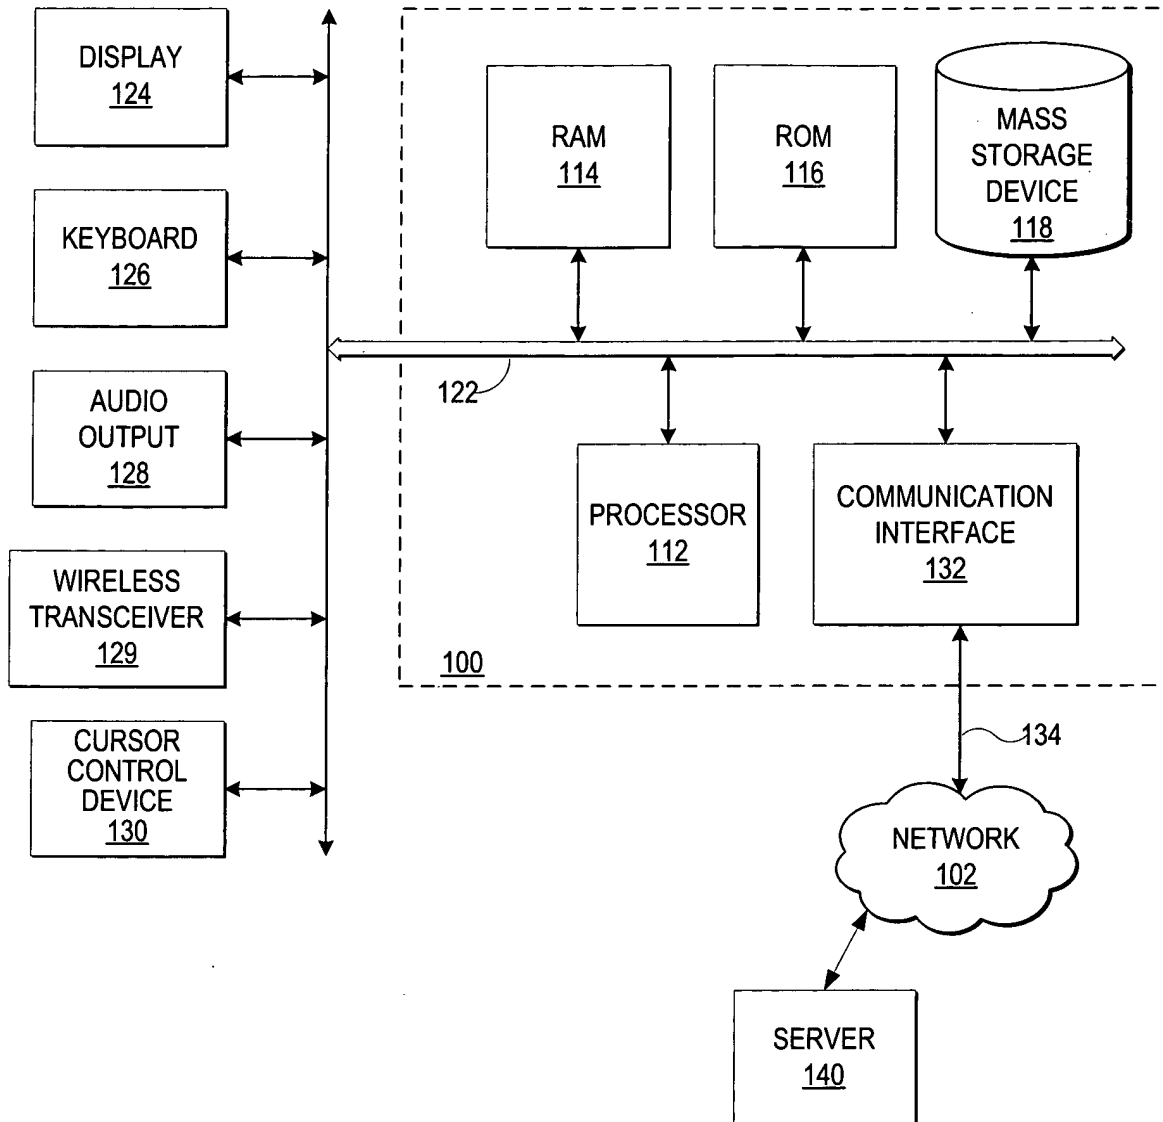 DISPLAY
124
KEYBOARD
126
AUDIO
OUTPUT
128
WIRELESS
TRANSCEIVER
129
CURSOR
CONTROL
DEVICE
130
RAM
114
ROM
116
MASS
STORAGE
DEVICE
118
122
PROCESSOR
112
COMMUNICATION
INTERFACE
132
100
134
NETWORK
102
SERVER
140